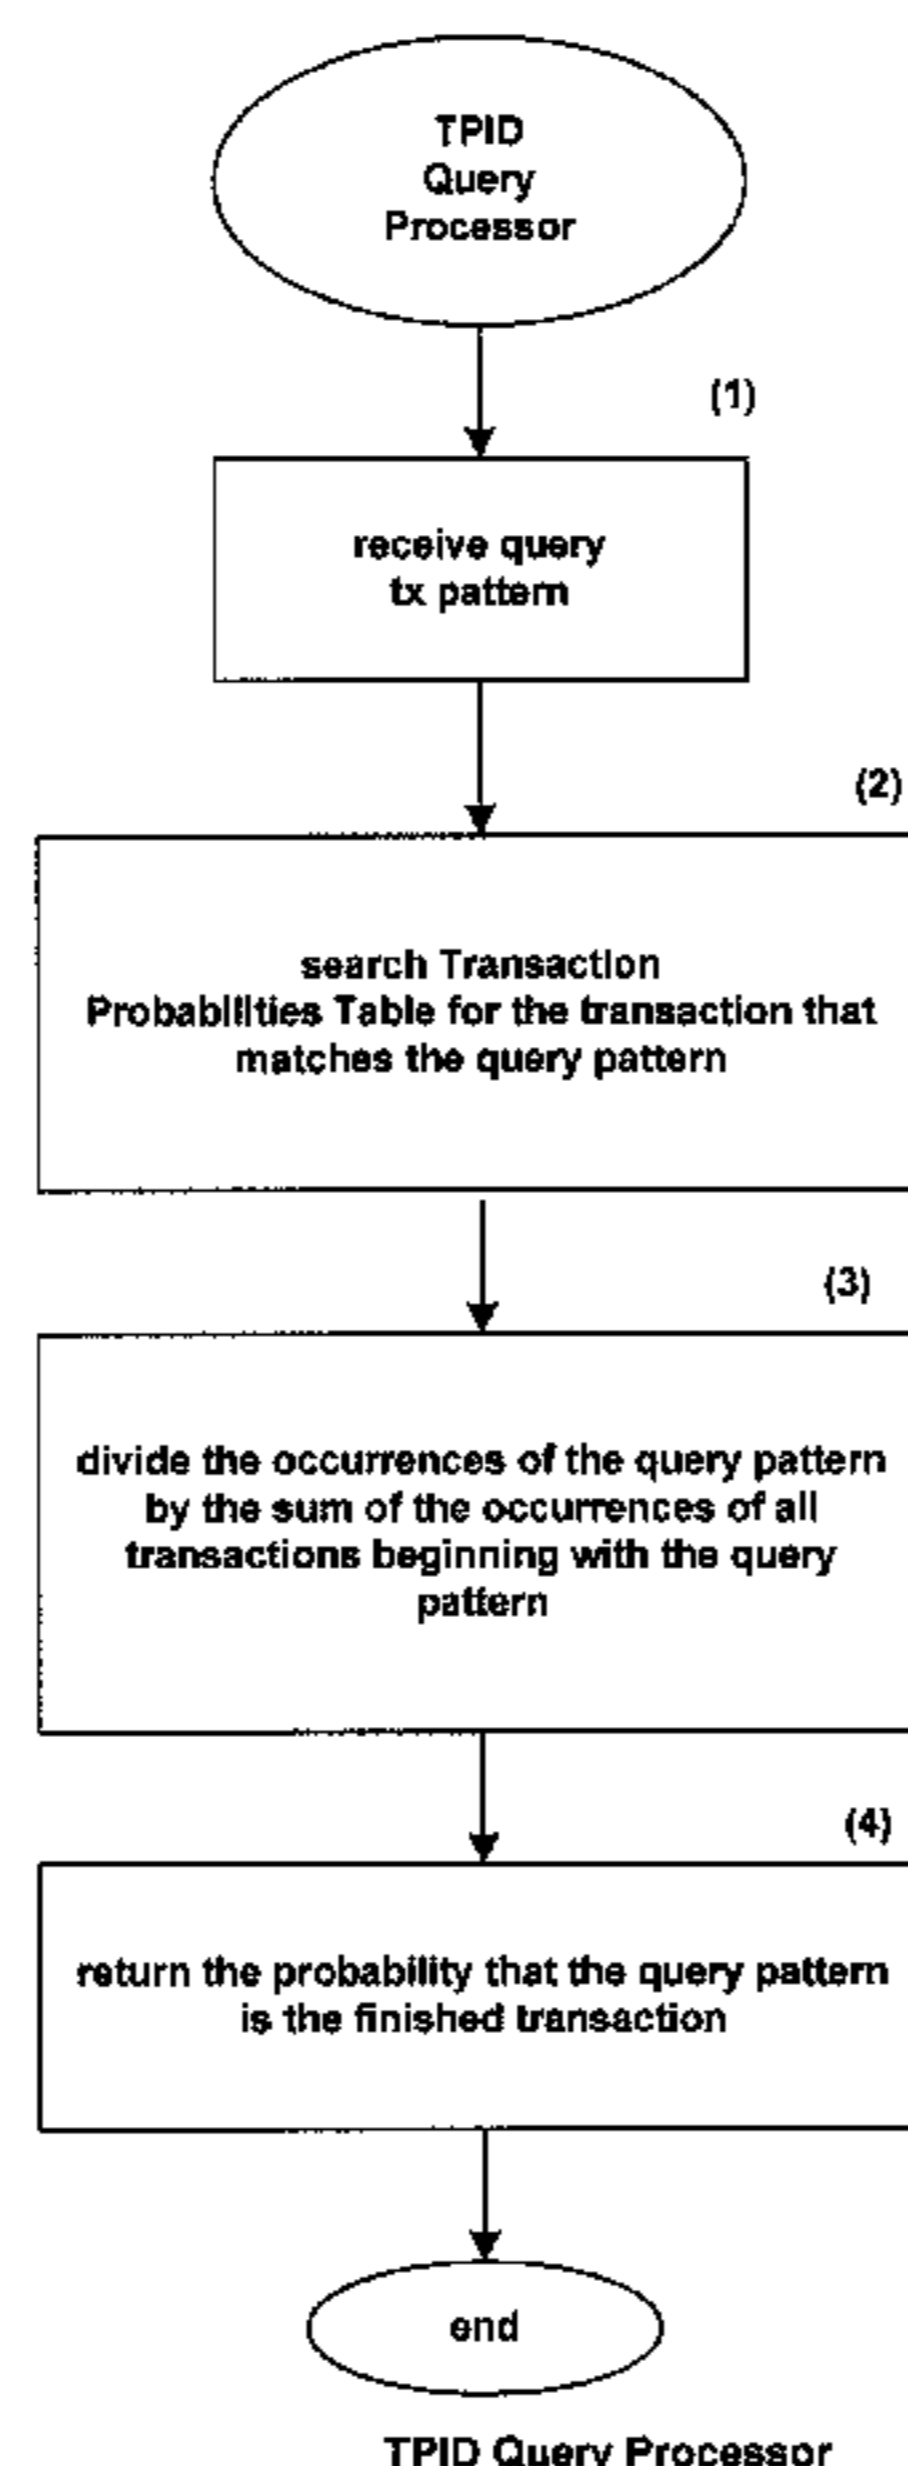 TPID
Query
Processor
(1)
receive query
tx pattern
(2)
search Transaction
Probabilities Table for the transaction that
matches the query pattern
(3)
divide the occurrences of the query pattern
by the sum of the occurrences of all
transactions beginning with the query
pattern
(4)
return the probability that the query pattern
is the finished transaction
end
TPID Query Processor